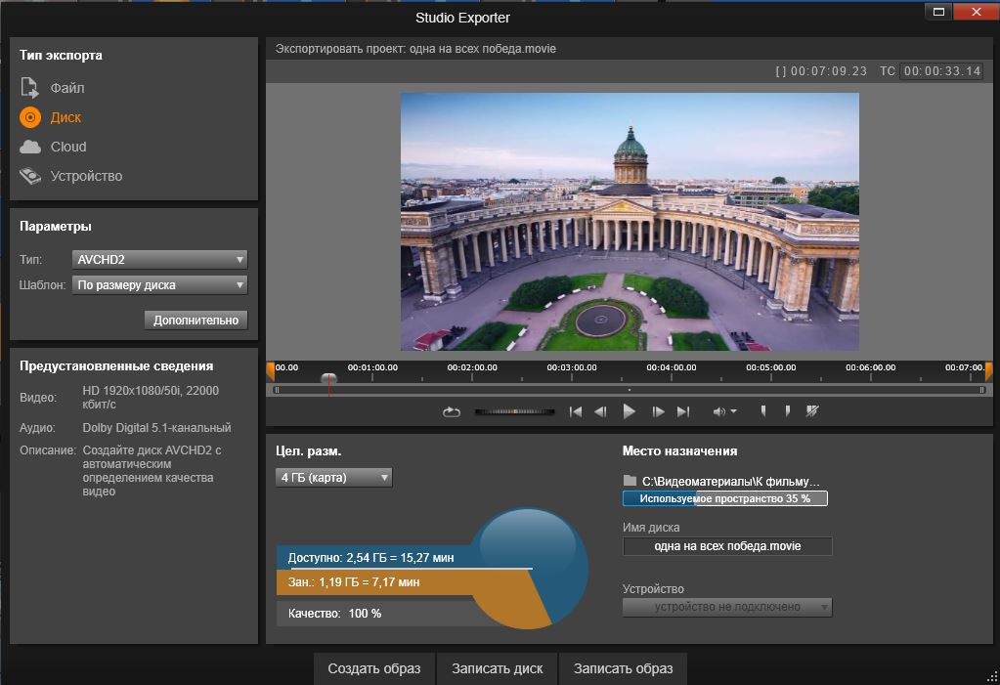 Studio Exporter
Тип экспорта
Файл
Диск
Cloud
Устройство
Параметры
Тип: AVCHD2
Шаблон: По размеру диска
Дополнительно
Предустановленные сведения
Видео: HD 1920x1080/50i, 22000
кбит/с
Аудио: Dolby Digital 5.1-канальный
Описание: Создайте диск AVCHD2 с
автоматическим
определением качества
видео
Экспортировать проект: одна на всех победа.movie
[ ] 00:07:09.23 TC 00:00:33.14
00.00 00:01:00.00 00:02:00.00 00:03:00.00 00:04:00.00 00:05:00.00 00:06:00.00 00:07:00.
Цел. разм.
4 ГБ (карта)
Доступно: 2,54 ГБ = 15,27 мин
Зан.: 1,19 ГБ = 7,17 мин
Качество: 100 %
Место назначения
C:\Видеоматериалы\К фильму...
Используемое пространство 35 %
Имя диска
одна на всех победа.movie
Устройство
устройство не подключено
Создать образ
Записать диск
Записать образ